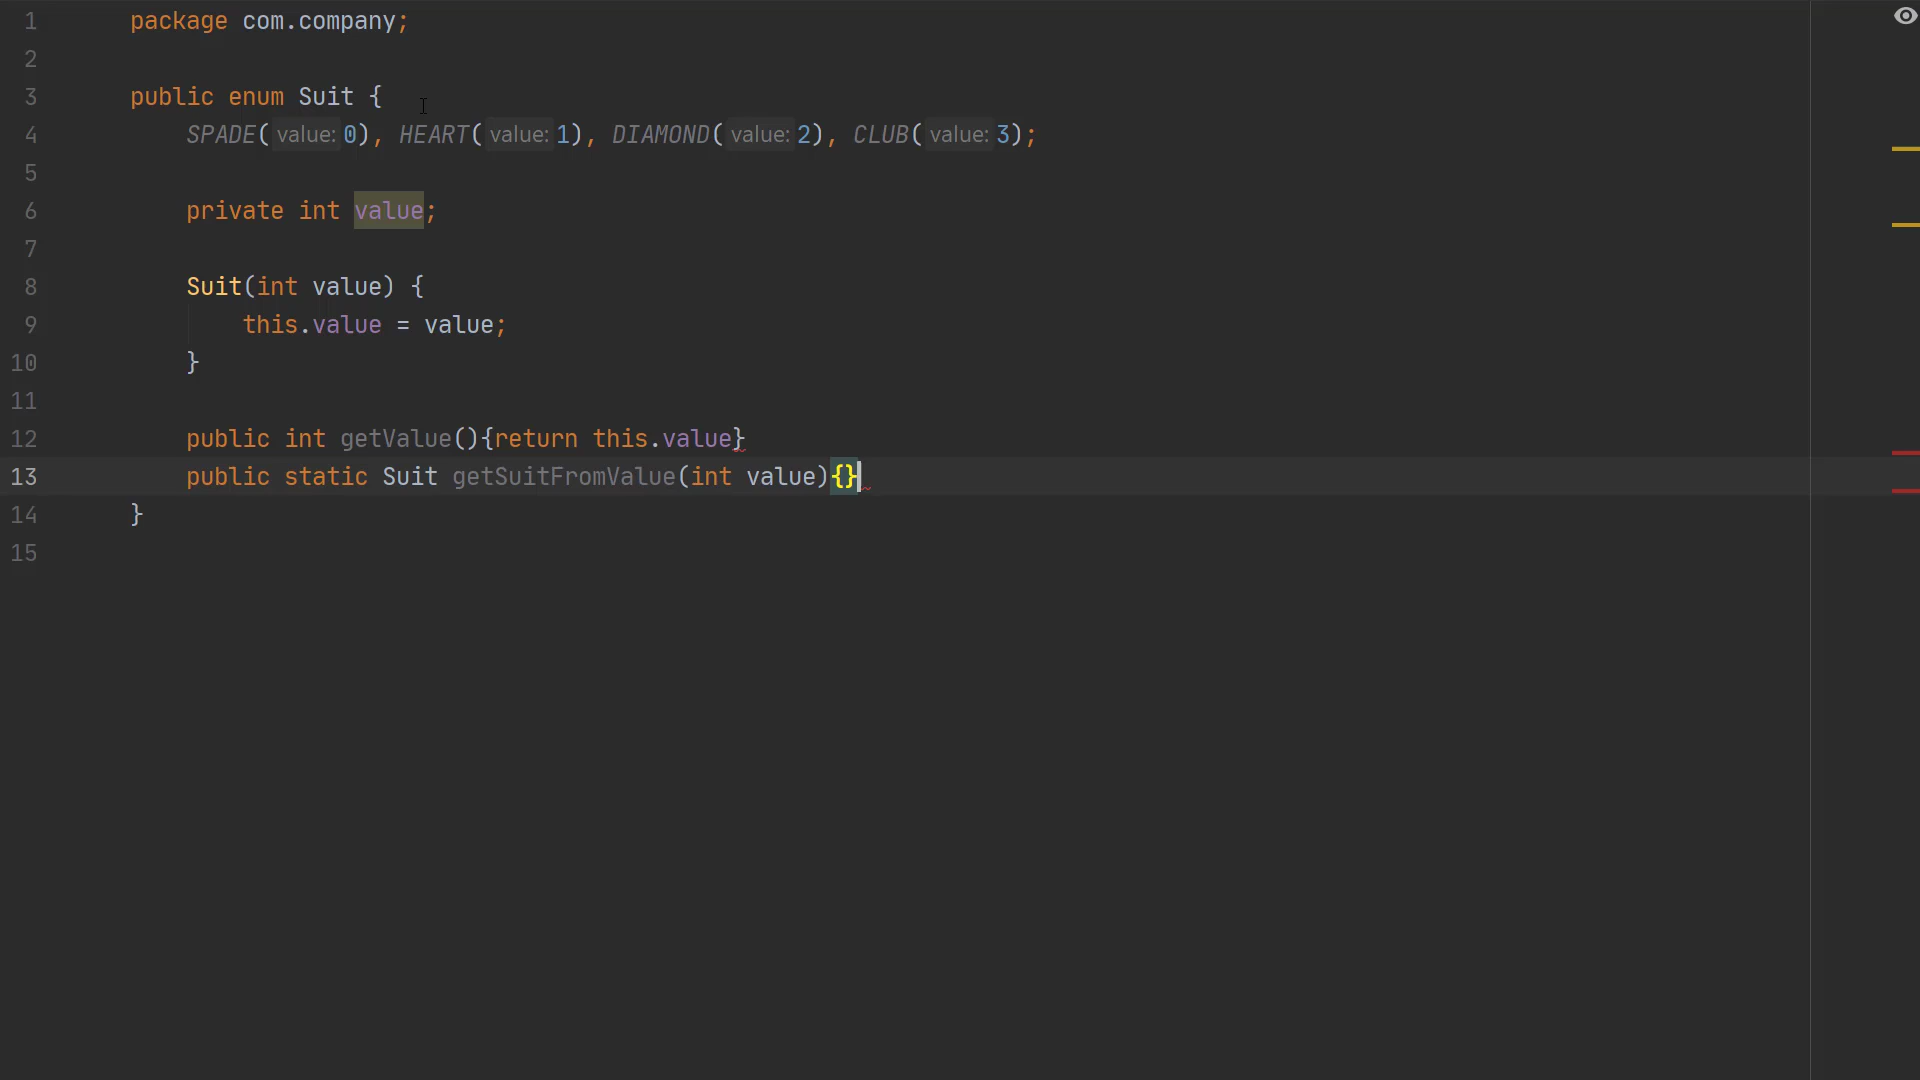 1 package com.company;
2
3 public enum Suit {
4 SPADE( value: 0), HEART( value: 1), DIAMOND( value: 2), CLUB( value: 3);
5
6 private int value;
7
8 Suit(int value) {
9 this.value = value;
10 }
11
12 public int getValue(){return this.value}
13 public static Suit getSuitFromValue(int value){}
14 }
15